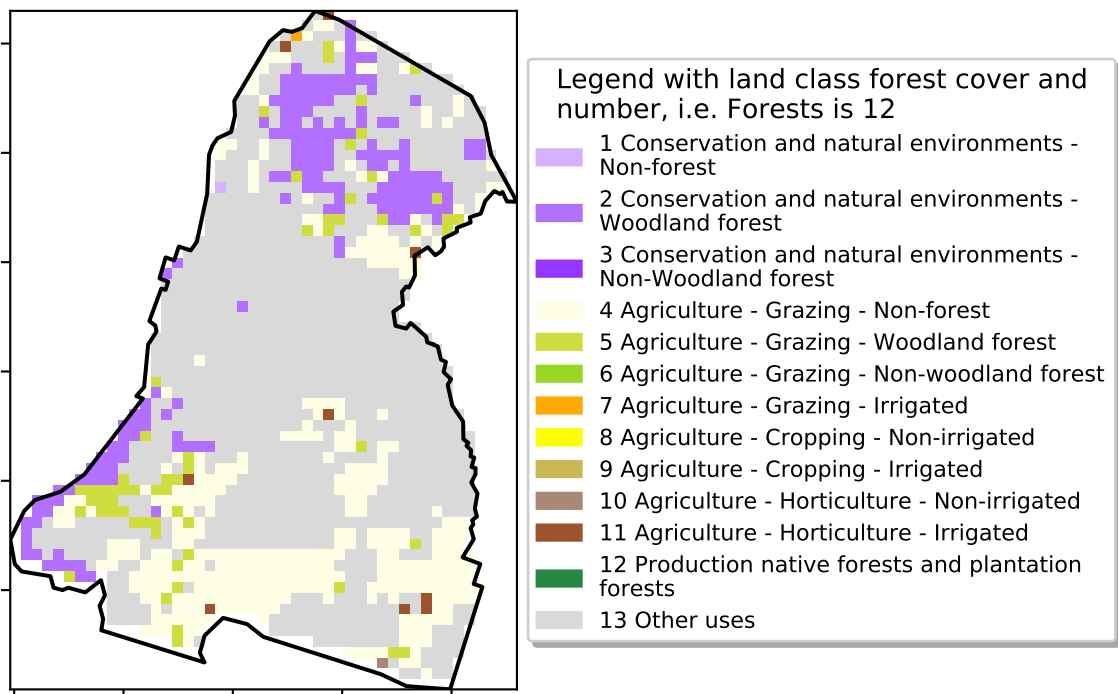 Legend with land class forest cover and
number, i.e. Forests is 12
1 Conservation and natural environments -
Non-forest
2 Conservation and natural environments -
Woodland forest
3 Conservation and natural environments -
Non-Woodland forest
4 Agriculture - Grazing - Non-forest
5 Agriculture - Grazing - Woodland forest
6 Agriculture - Grazing - Non-woodland forest
7 Agriculture - Grazing - Irrigated
8 Agriculture - Cropping - Non-irrigated
9 Agriculture - Cropping - Irrigated
10 Agriculture - Horticulture - Non-irrigated
11 Agriculture - Horticulture - Irrigated
12 Production native forests and plantation
forests
13 Other uses